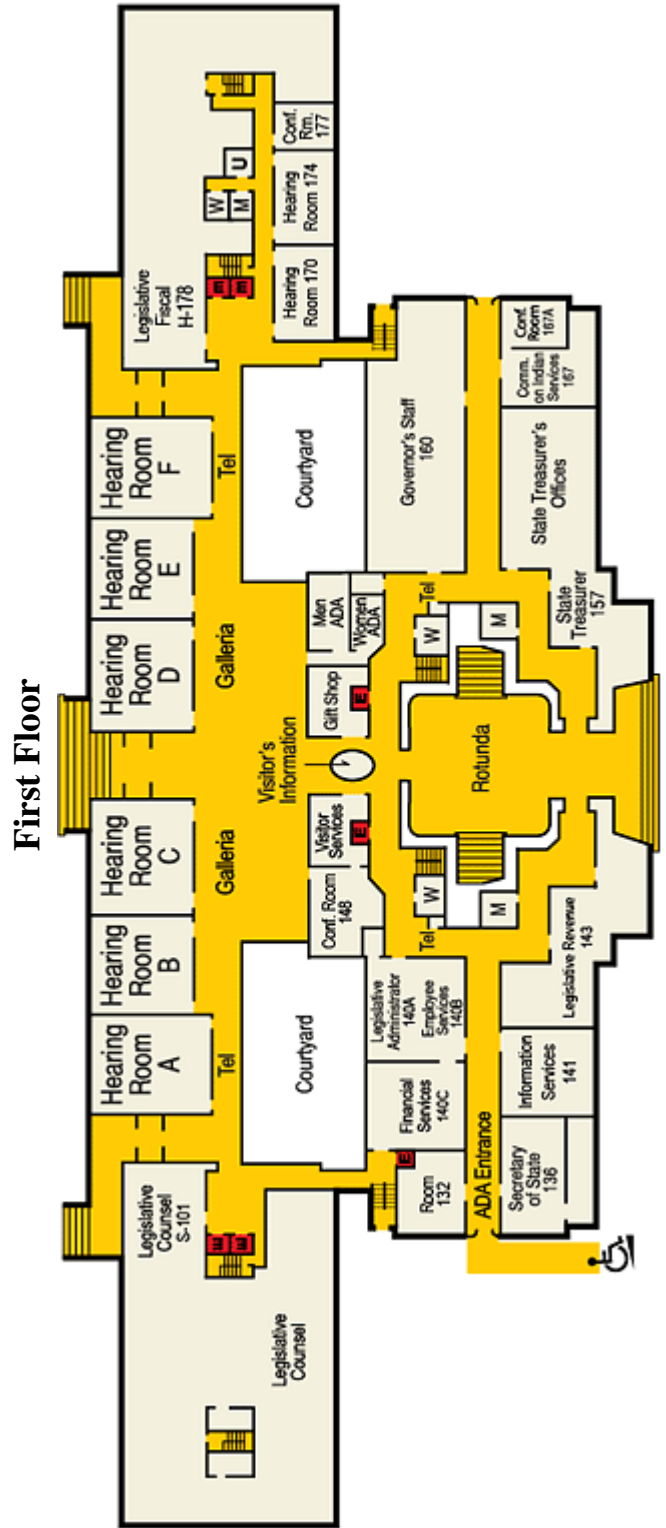 First Floor
Legislative
Counsel
S-101
Hearing
Room
A
Hearing
Room
B
Hearing
Room
C
Hearing
Room
D
Hearing
Room
E
Hearing
Room
F
Legislative
Fiscal
H-178
E
E
Tel
Galleria
Galleria
Tel
E
E
W
M
U
Legislative
Counsel
Courtyard
Visitor's
Information
Courtyard
Hearing
Room 170
Hearing
Room 174
Conf.
Rm.
177
Conf. Room
148
Visitor
Services
E
Gift Shop
E
Men
ADA
Women
ADA
Room
132
E
Financial
Services
140C
Legislative
Administrator
140A
Employee
Services
140B
Tel
W
W
Tel
Governor's Staff
160
ADA Entrance
M
Rotunda
M
Secretary
of State
136
Information
Services
141
Legislative Revenue
143
State
Treasurer
157
State Treasurer's
Offices
Comm.
on Indian
Services
167
Conf.
Room
167A